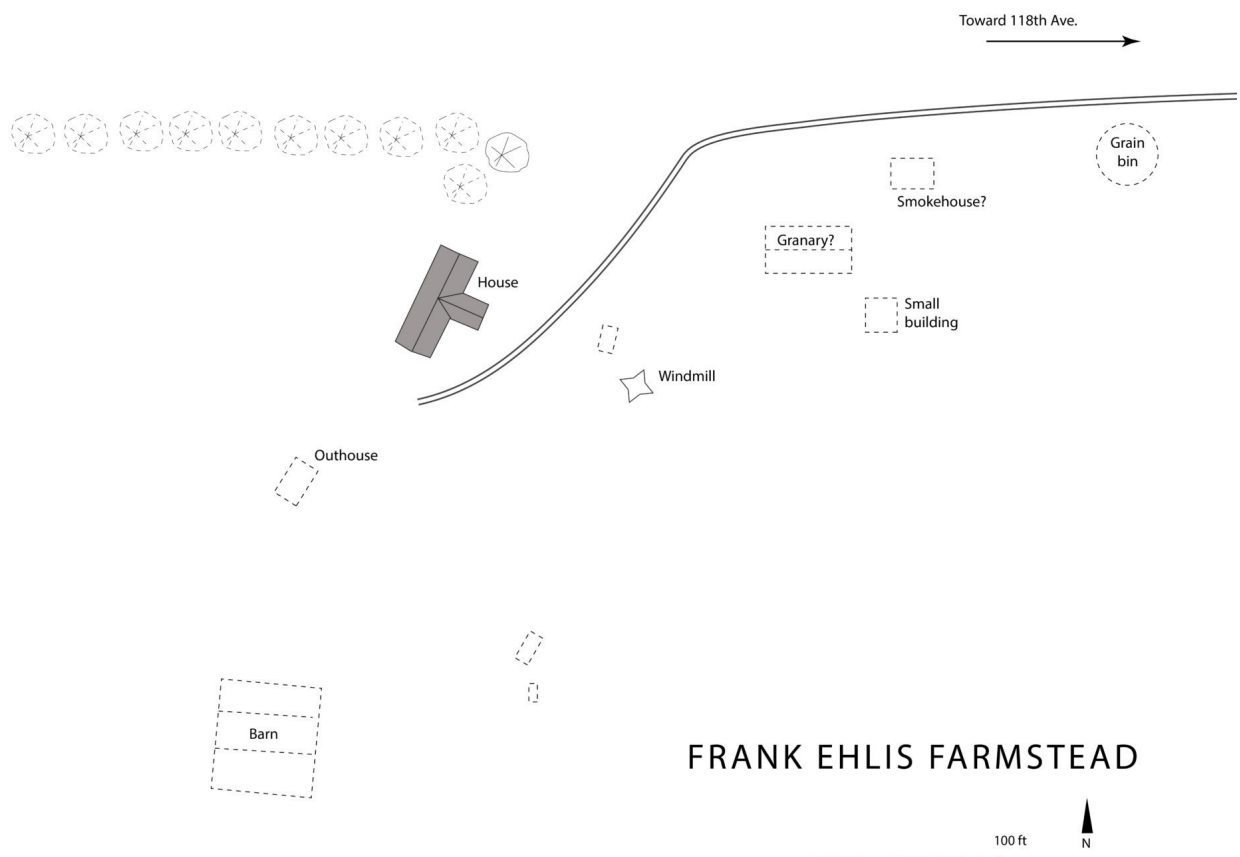 Toward 118th Ave.
Grain
bin
Smokehouse?
Granary?
House
Small
building
Windmill
Outhouse
Barn
FRANK EHLIS FARMSTEAD
100 ft
N